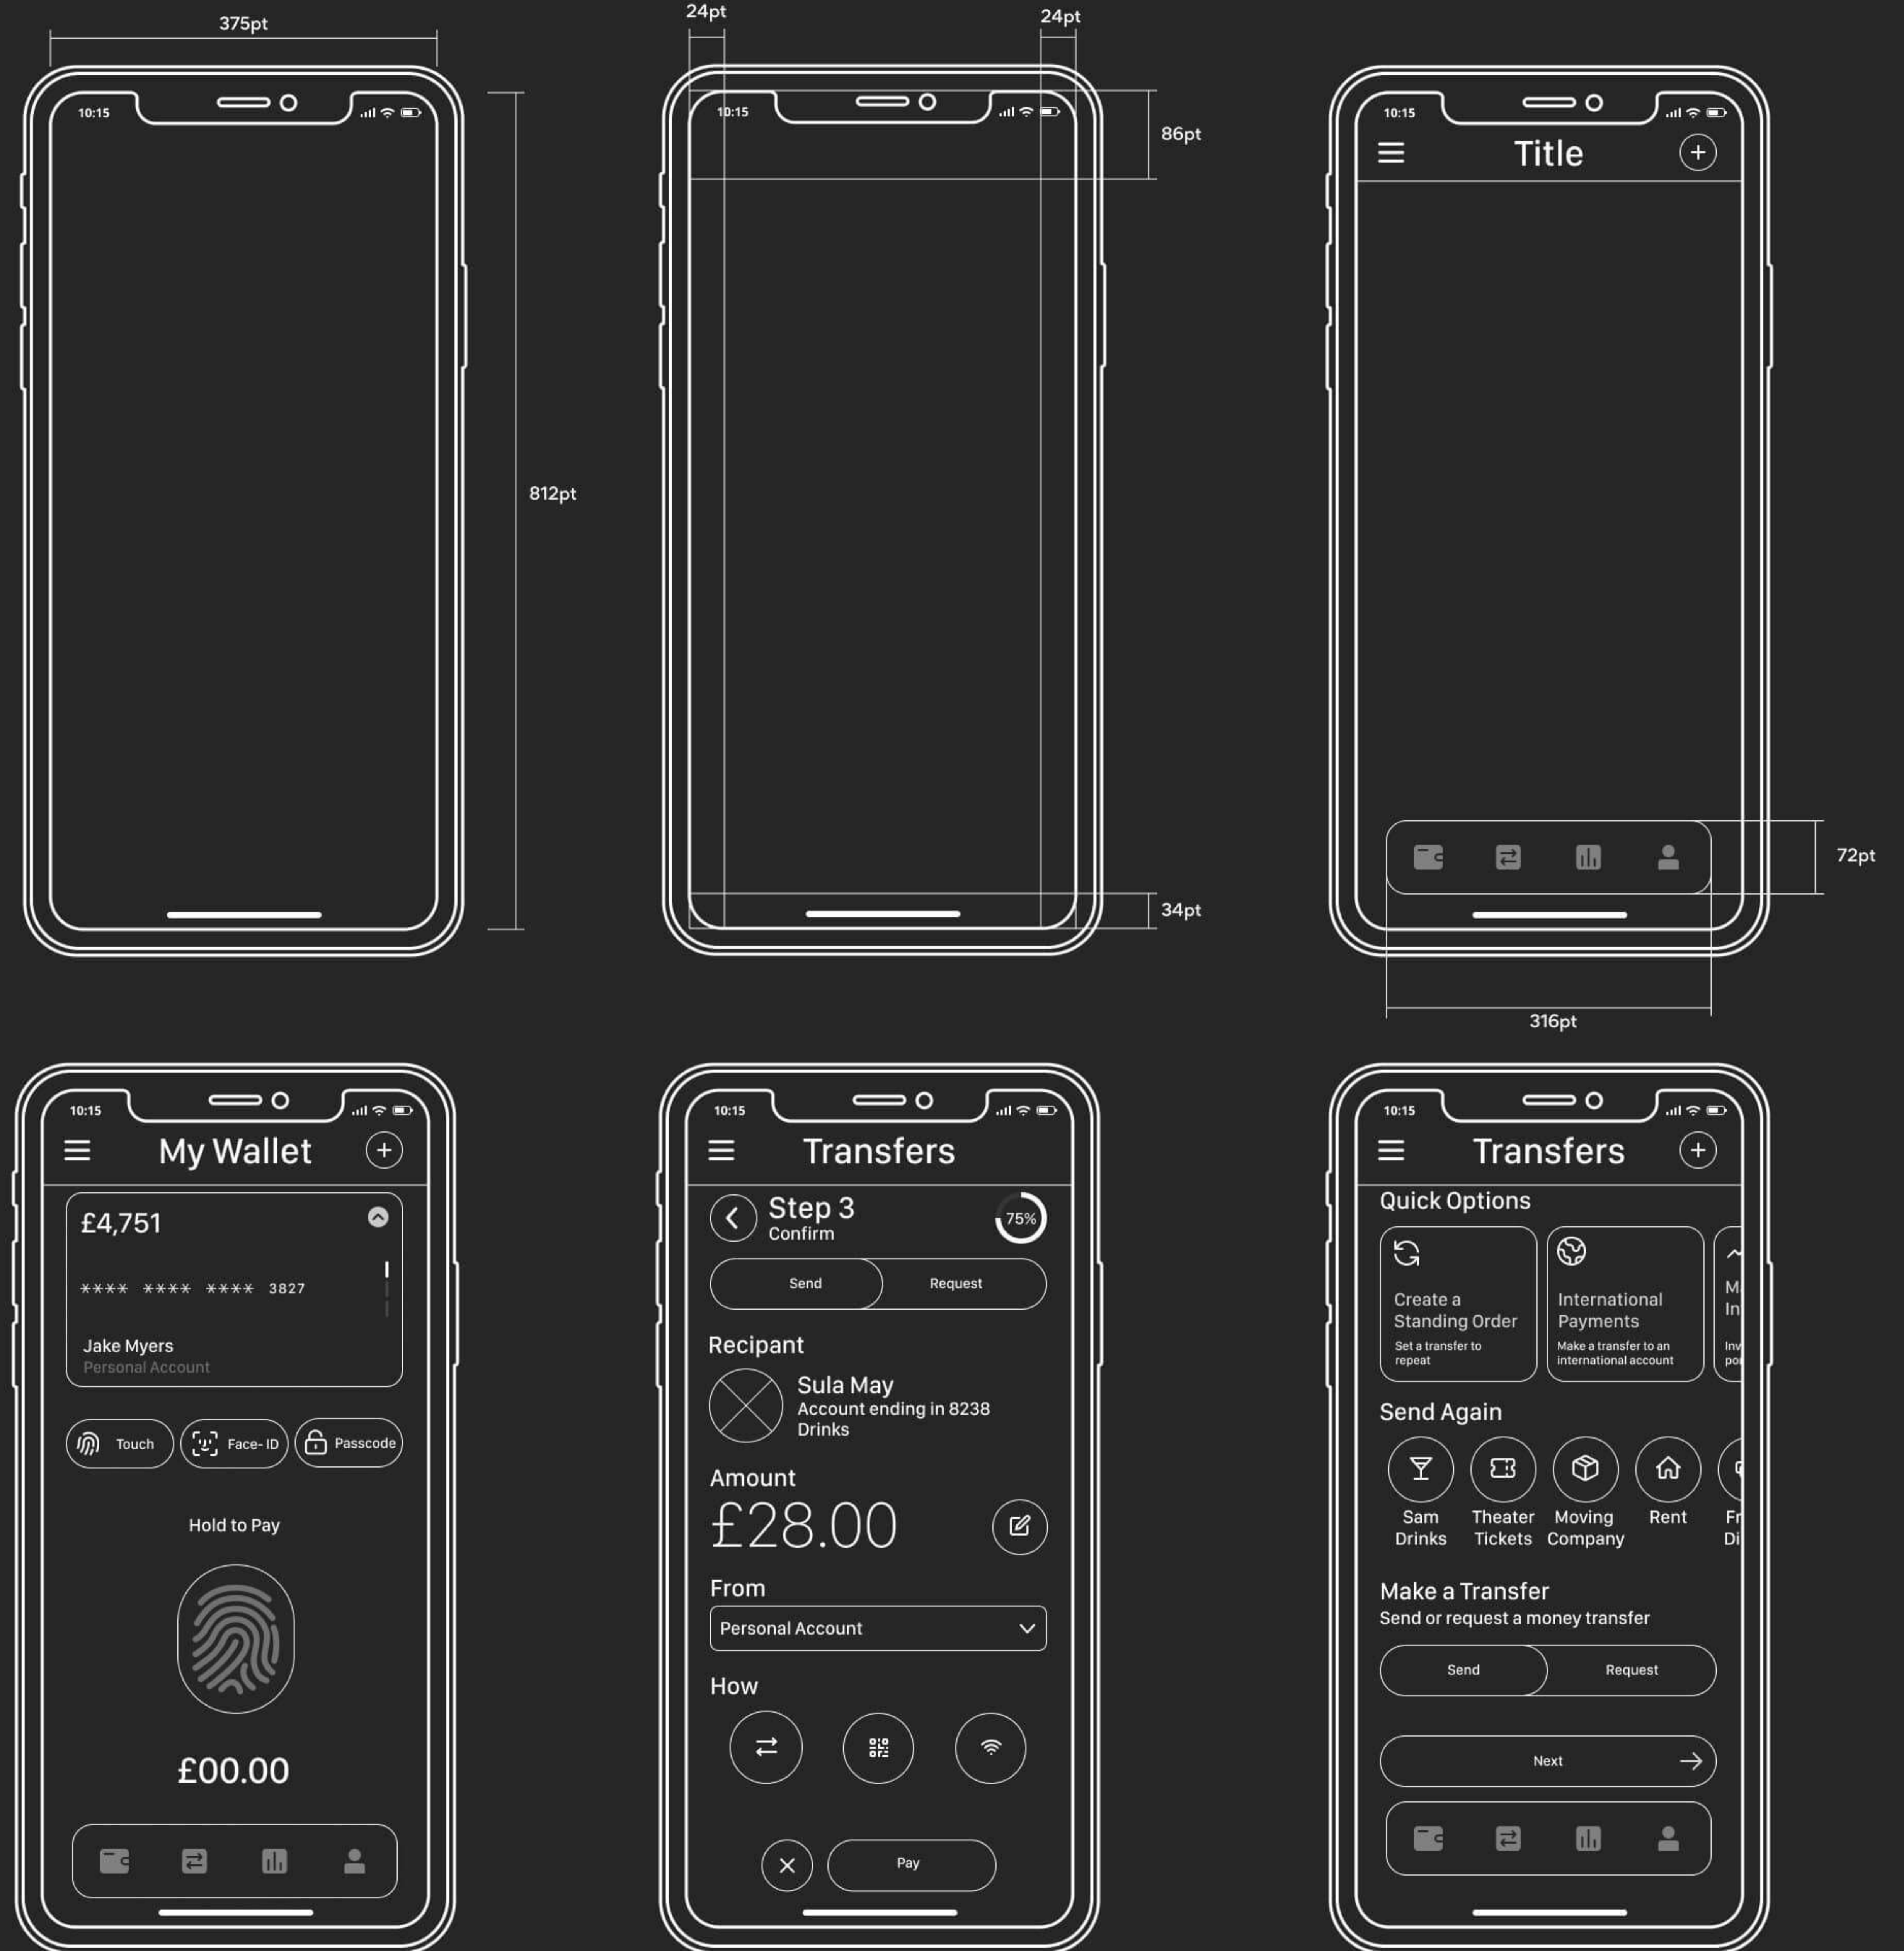 375pt
24pt
24pt
10:15
812pt
10:15
86pt
34pt
10:15
Title
72pt
316pt
10:15
My Wallet
£4,751
**** **** **** 3827
Jake Myers
Personal Account
Touch
Face-ID
Passcode
Hold to Pay
£00.00
10:15
Transfers
Step 3
Confirm
75%
Send
Request
Recipant
Sula May
Account ending in 8238
Drinks
Amount
£28.00
From
Personal Account
How
Pay
10:15
Transfers
Quick Options
Create a
Standing Order
Set a transfer to
repeat
International
Payments
Make a transfer to an
international account
Send Again
Sam
Drinks
Theater
Tickets
Moving
Company
Rent
Make a Transfer
Send or request a money transfer
Send
Request
Next